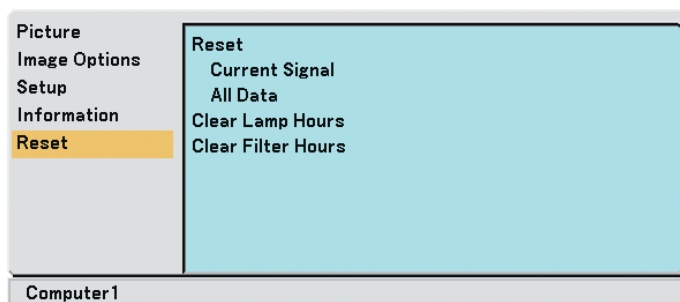 Picture
Image Options
Setup
Information
Reset
Reset
Current Signal
All Data
Clear Lamp Hours
Clear Filter Hours
Computer1